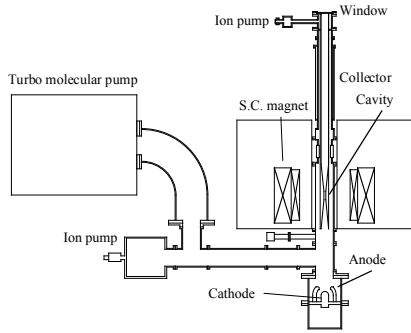 Window
Ion pump
Turbo molecular pump
Collector
Cavity
S.C. magnet
Ion pump
Anode
Cathode